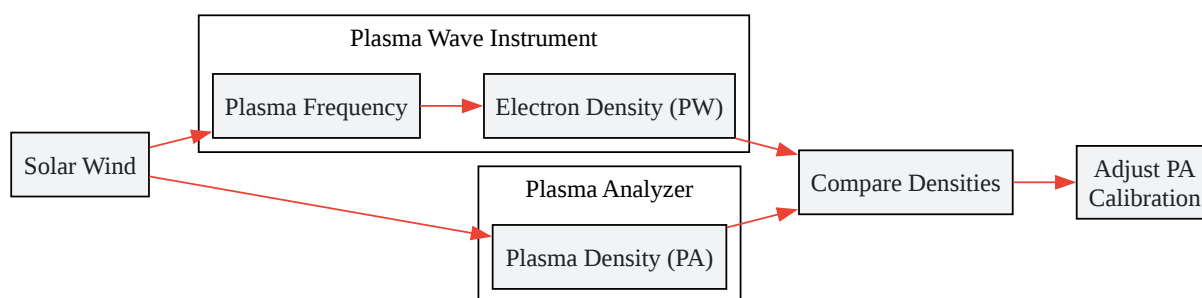 Plasma Wave Instrument
Plasma Frequency
Electron Density (PW)
Solar Wind
Plasma Analyzer
Plasma Density (PA)
Compare Densities
Adjust PA
Calibration